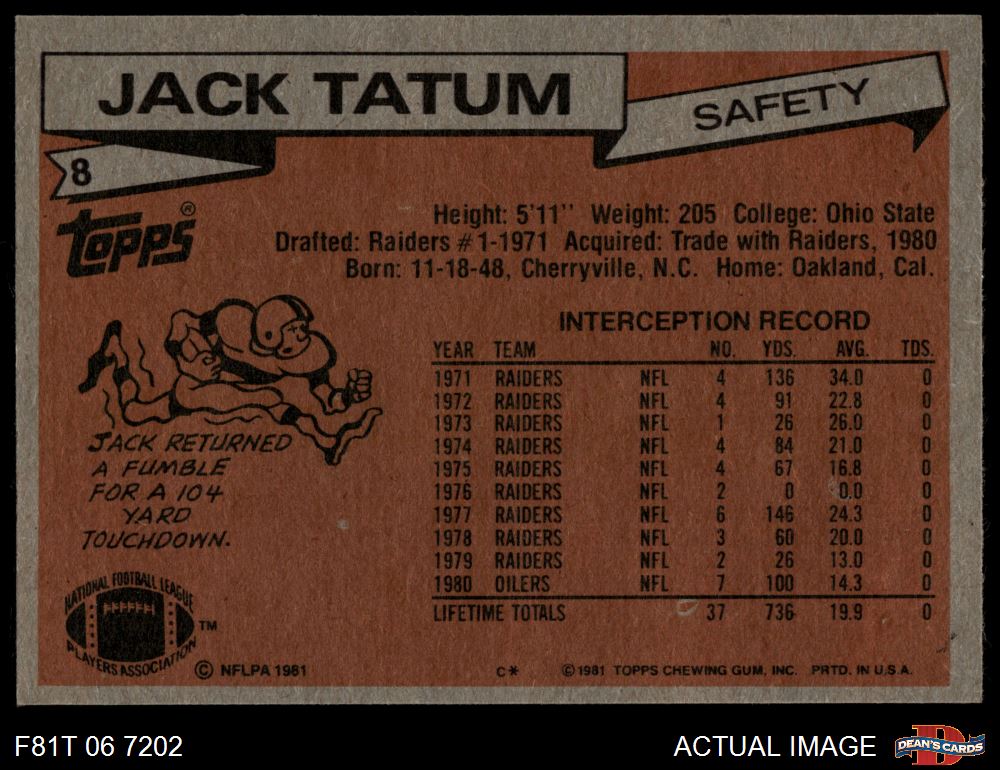 JACK TATUM
SAFETY
8
Topps®
Height: 5'11'' Weight: 205 College: Ohio State
Drafted: Raiders #1-1971 Acquired: Trade with Raiders, 1980
Born: 11-18-48, Cherryville, N.C. Home: Oakland, Cal.
INTERCEPTION RECORD
YEAR TEAM NO. YDS. AVG. TDS.
1971 RAIDERS NFL 4 136 34.0 0
1972 RAIDERS NFL 4 91 22.8 0
1973 RAIDERS NFL 1 26 26.0 0
1974 RAIDERS NFL 4 84 21.0 0
1975 RAIDERS NFL 4 67 16.8 0
1976 RAIDERS NFL 2 0 0.0 0
1977 RAIDERS NFL 6 146 24.3 0
1978 RAIDERS NFL 3 60 20.0 0
1979 RAIDERS NFL 2 26 13.0 0
1980 OILERS NFL 7 100 14.3 0
LIFETIME TOTALS 37 736 19.9 0
JACK RETURNED
A FUMBLE
FOR A 104
YARD
TOUCHDOWN.
NATIONAL FOOTBALL LEAGUE
PLAYERS ASSOCIATION
TM
© NFLPA 1981
C* © 1981 TOPPS CHEWING GUM, INC. PRTD. IN U.S.A.
F81T 06 7202
ACTUAL IMAGE
D
DEAN'S CARDS